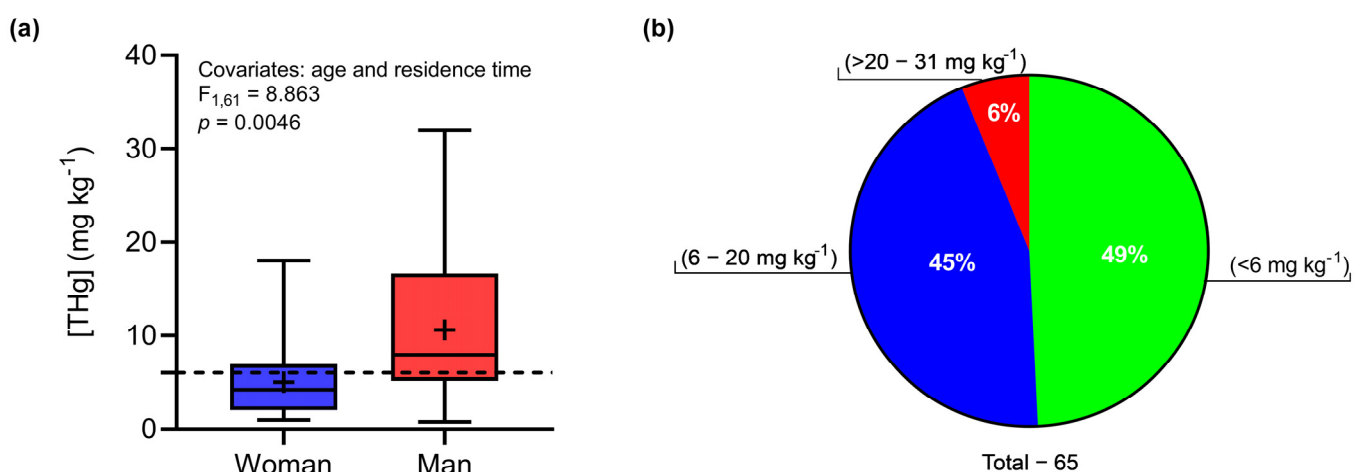 (a)
40
30
20
10
0
[THg] (mg kg⁻¹)
Covariates: age and residence time
F₁,₆₁ = 8.863
p = 0.0046
Woman
Man
(b)
(>20 – 31 mg kg⁻¹)
6%
(6 – 20 mg kg⁻¹)
45%
49%
(<6 mg kg⁻¹)
Total – 65